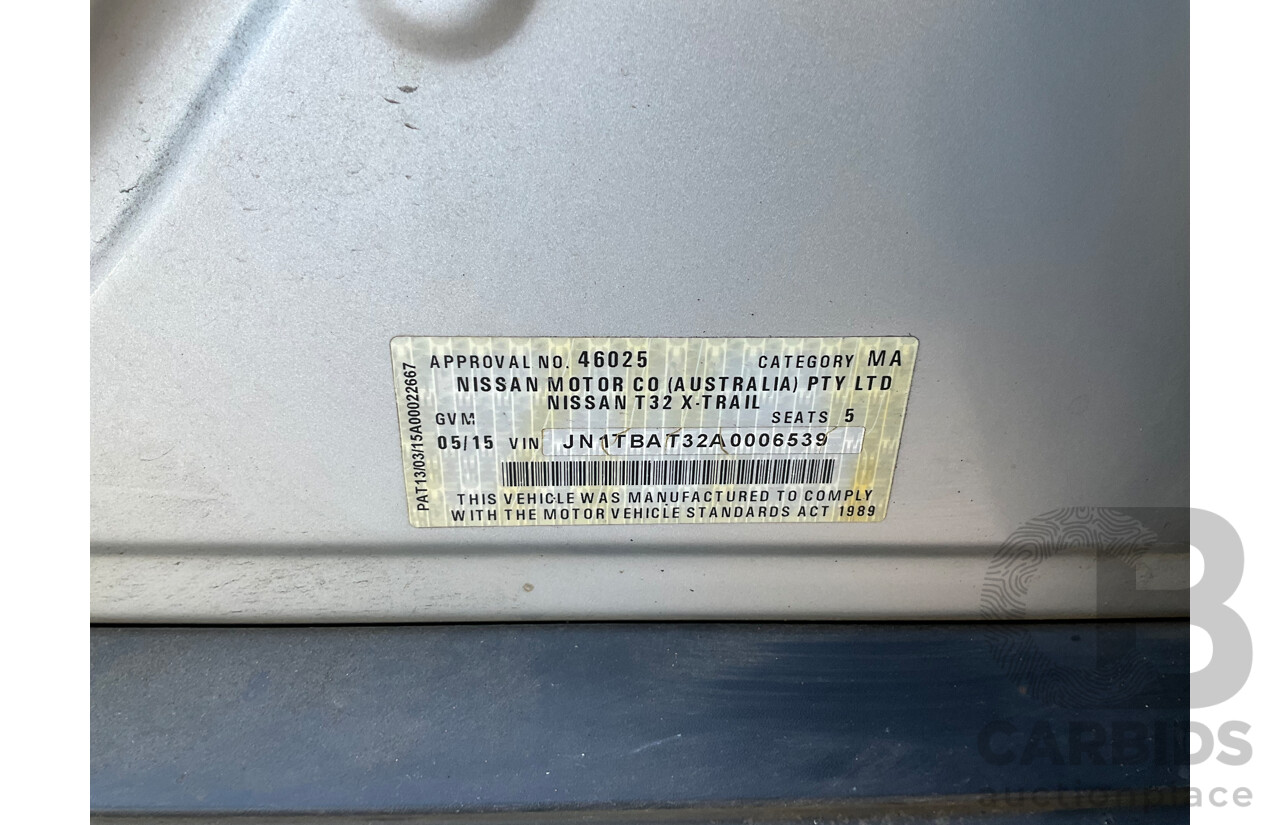 APPROVAL NO. 46025 CATEGORY MA
NISSAN MOTOR CO (AUSTRALIA) PTY LTD
NISSAN T32 X-TRAIL
GVM SEATS 5
05/15 VIN JN1TBAT32A0006539
THIS VEHICLE WAS MANUFACTURED TO COMPLY
WITH THE MOTOR VEHICLE STANDARDS ACT 1989
PAT13/03/15A00022667
CB
CARBIDS
auctionplace